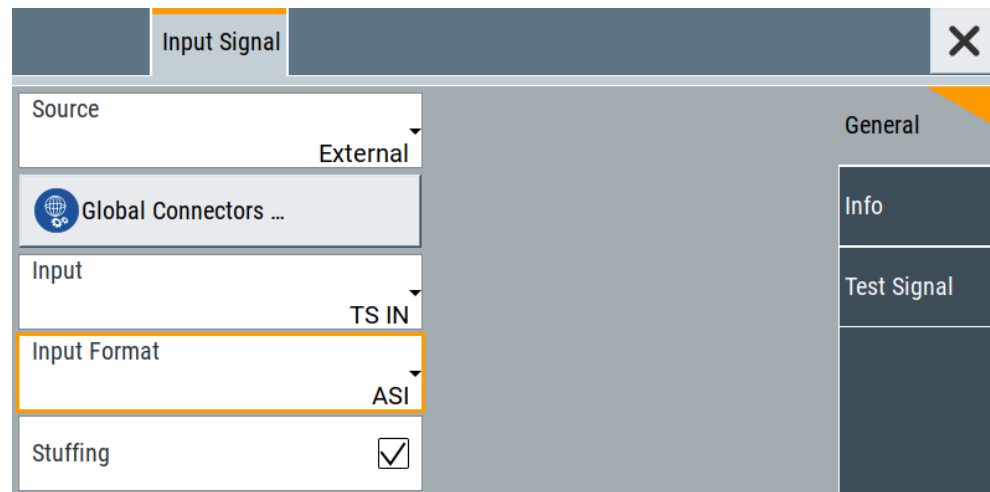 Input Signal
Source
External
General
Global Connectors ...
Info
Input
TS IN
Test Signal
Input Format
ASI
Stuffing